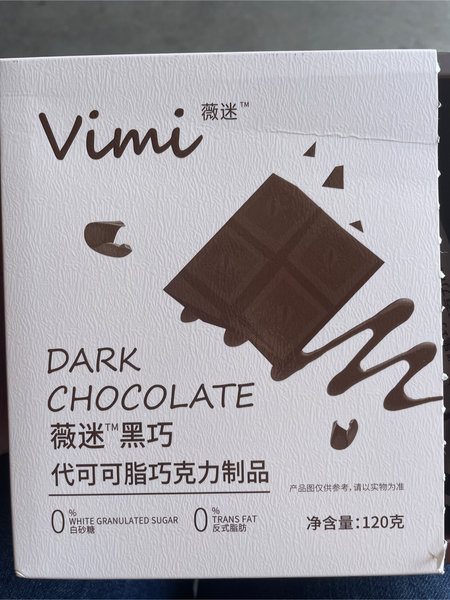 Vimi 薇迷™
DARK
CHOCOLATE
薇迷™黑巧
代可可脂巧克力制品
产品图仅供参考，请以实物为准
0% WHITE GRANULATED SUGAR 白砂糖
0% TRANS FAT 反式脂肪
净含量：120克